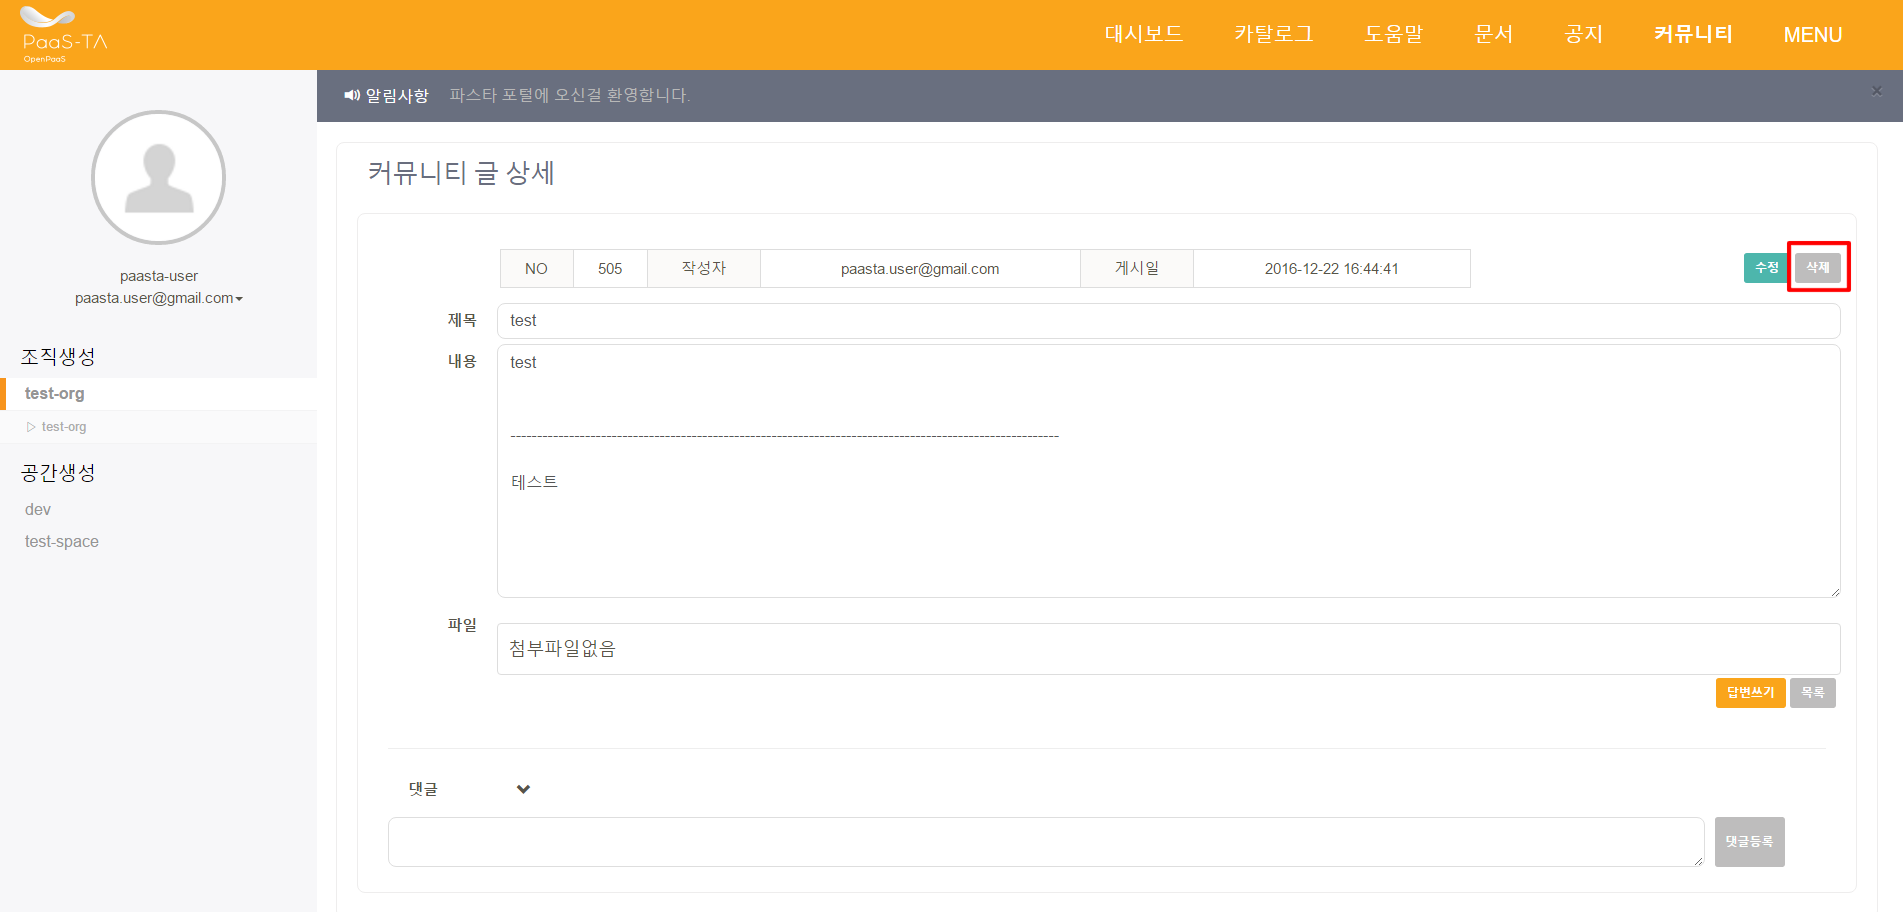 PaaS-TA
OpenPaaS
대시보드 카탈로그 도움말 문서 공지 커뮤니티 MENU
알림사항 파스타 포털에 오신걸 환영합니다. ×
paasta-user
paasta.user@gmail.com
조직생성
test-org
test-org
공간생성
dev
test-space
커뮤니티 글 상세
NO 505 작성자 paasta.user@gmail.com 게시일 2016-12-22 16:44:41 수정 삭제
제목 test
내용 test
-------------------------------------------------------------------------------------------------------
테스트
파일 첨부파일없음
답변쓰기 목록
댓글
댓글등록